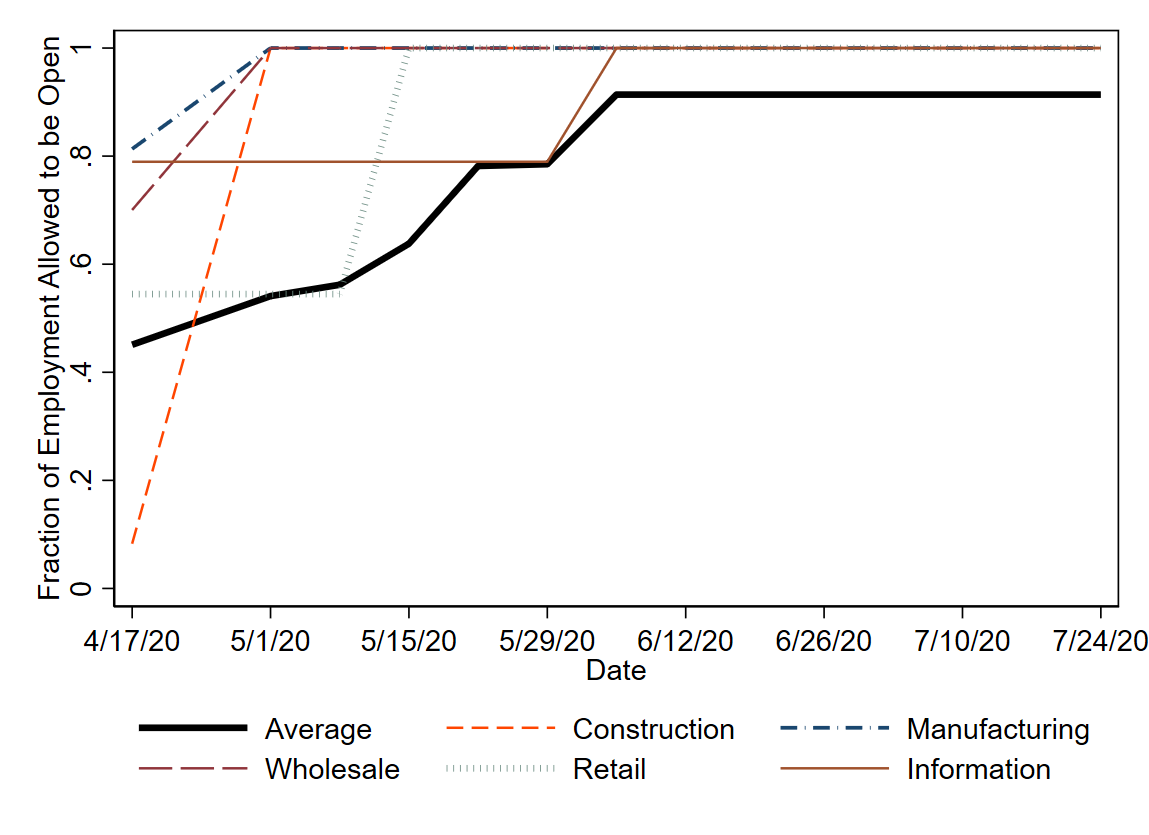 Fraction of Employment Allowed to be Open
1
.8
.6
.4
.2
0
4/17/20 5/1/20 5/15/20 5/29/20 6/12/20 6/26/20 7/10/20 7/24/20
Date
Average Construction Manufacturing
Wholesale Retail Information